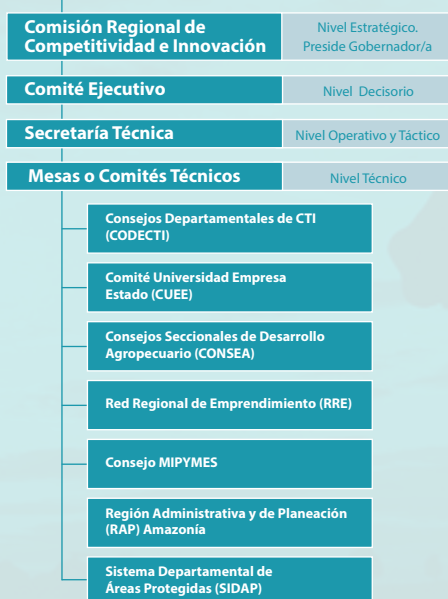 Comisión Regional de
Competitividad e Innovación
Nivel Estratégico.
Preside Gobernador/a
Comité Ejecutivo
Nivel Decisorio
Secretaría Técnica
Nivel Operativo y Táctico
Mesas o Comités Técnicos
Nivel Técnico
Consejos Departamentales de CTI
(CODECTI)
Comité Universidad Empresa
Estado (CUEE)
Consejos Seccionales de Desarrollo
Agropecuario (CONSEA)
Red Regional de Emprendimiento (RRE)
Consejo MIPYMES
Región Administrativa y de Planeación
(RAP) Amazonía
Sistema Departamental de
Áreas Protegidas (SIDAP)